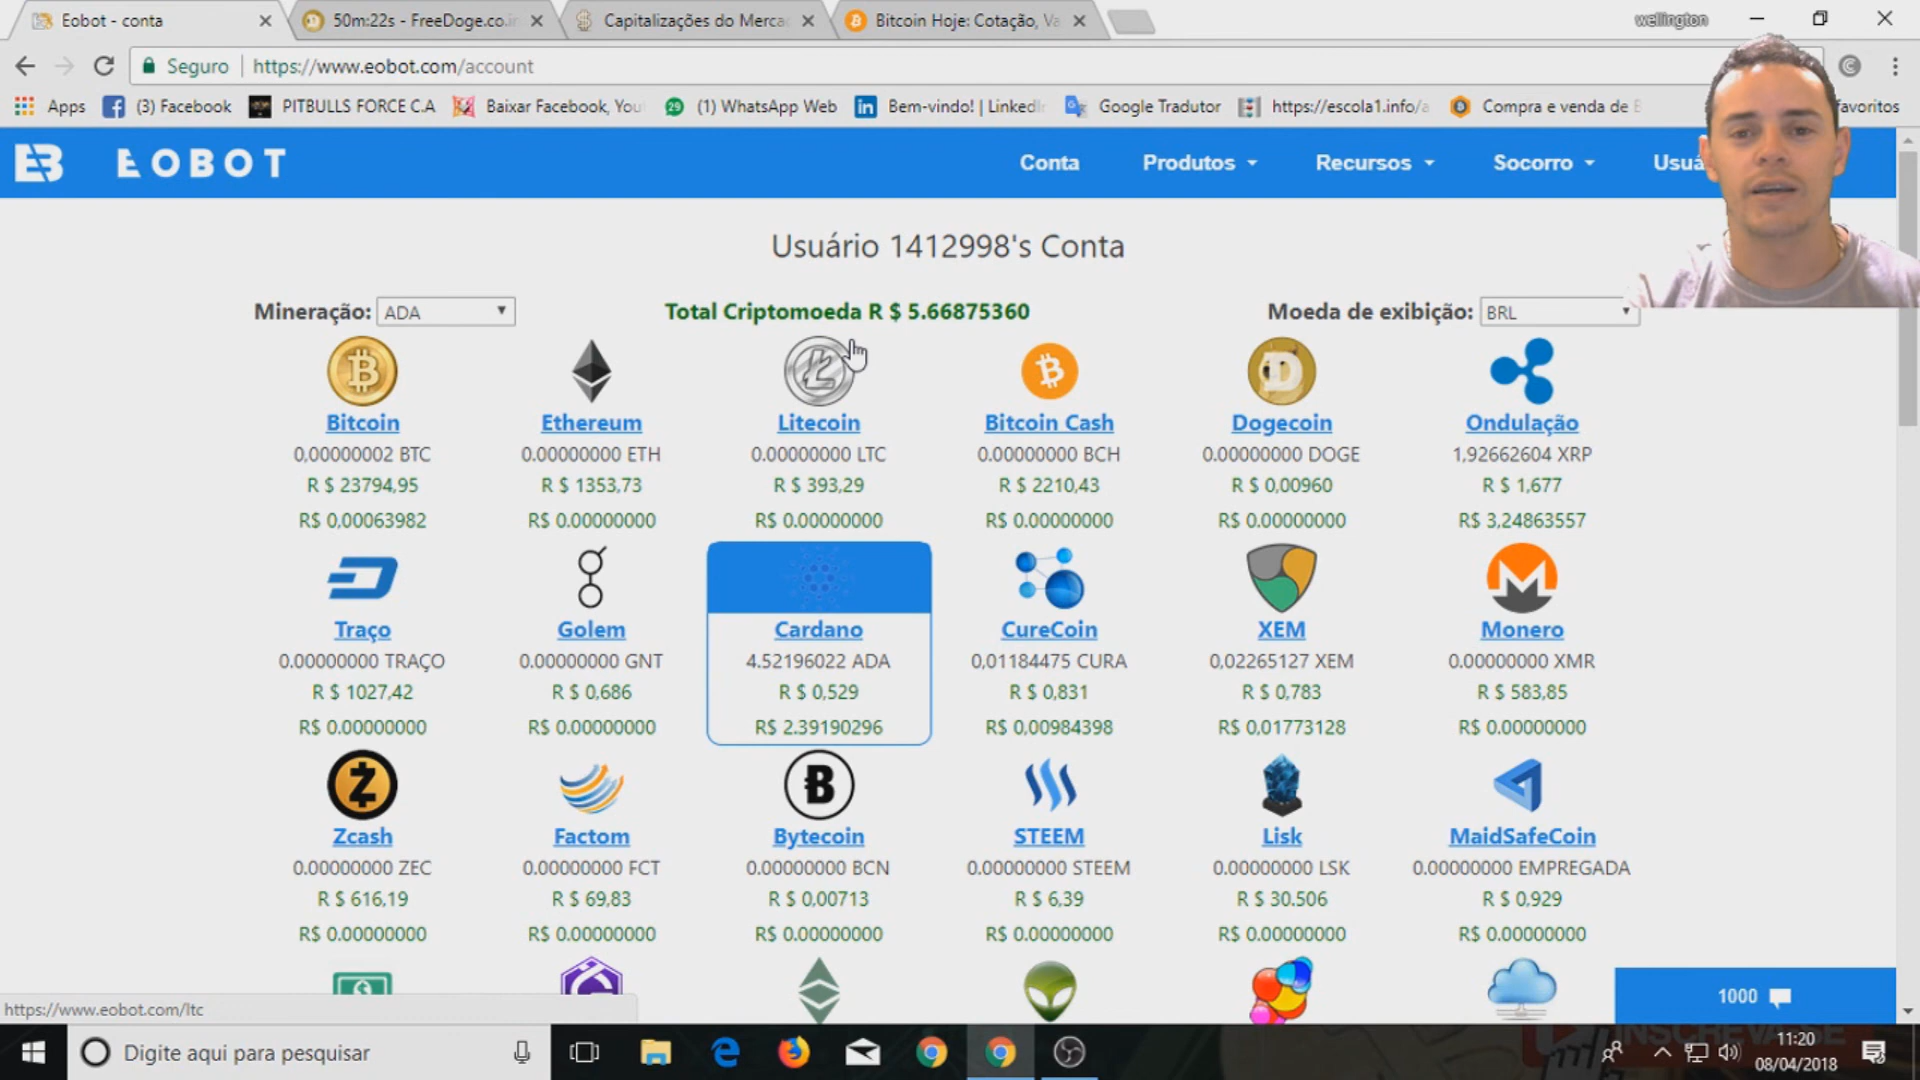 Eobot - conta
50m:22s - FreeDoge.co.in
Capitalizações do Merca
Bitcoin Hoje: Cotação, Va
wellington
Seguro
https://www.eobot.com/account
Apps
(3) Facebook
PITBULLS FORCE C.A
Baixar Facebook, You
29
(1) WhatsApp Web
Bem-vindo! | LinkedIn
Google Tradutor
https://escola1.info/a
Compra e venda de B
favoritos
EOBOT
Conta
Produtos
Recursos
Socorro
Usuá
Usuário 1412998's Conta
Mineração: ADA
Total Criptomoeda R $ 5.66875360
Moeda de exibição: BRL
Bitcoin
0,00000002 BTC
R $ 23794,95
R$ 0,00063982
Ethereum
0.00000000 ETH
R $ 1353,73
R$ 0.00000000
Litecoin
0.00000000 LTC
R $ 393,29
R$ 0.00000000
Bitcoin Cash
0.00000000 BCH
R $ 2210,43
R$ 0.00000000
Dogecoin
0.00000000 DOGE
R $ 0,00960
R$ 0.00000000
Ondulação
1,92662604 XRP
R $ 1,677
R$ 3,24863557
Traço
0.00000000 TRAÇO
R $ 1027,42
R$ 0.00000000
Golem
0.00000000 GNT
R $ 0,686
R$ 0.00000000
Cardano
4.52196022 ADA
R $ 0,529
R$ 2.39190296
CureCoin
0,01184475 CURA
R $ 0,831
R$ 0,00984398
XEM
0,02265127 XEM
R $ 0,783
R$ 0,01773128
Monero
0.00000000 XMR
R $ 583,85
R$ 0.00000000
Zcash
0.00000000 ZEC
R $ 616,19
R$ 0.00000000
Factom
0.00000000 FCT
R $ 69,83
R$ 0.00000000
Bytecoin
0.00000000 BCN
R $ 0,00713
R$ 0.00000000
STEEM
0.00000000 STEEM
R $ 6,39
R$ 0.00000000
Lisk
0.00000000 LSK
R $ 30.506
R$ 0.00000000
MaidSafeCoin
0.00000000 EMPREGADA
R $ 0,929
R$ 0.00000000
1000
https://www.eobot.com/ltc
Digite aqui para pesquisar
11:20
08/04/2018